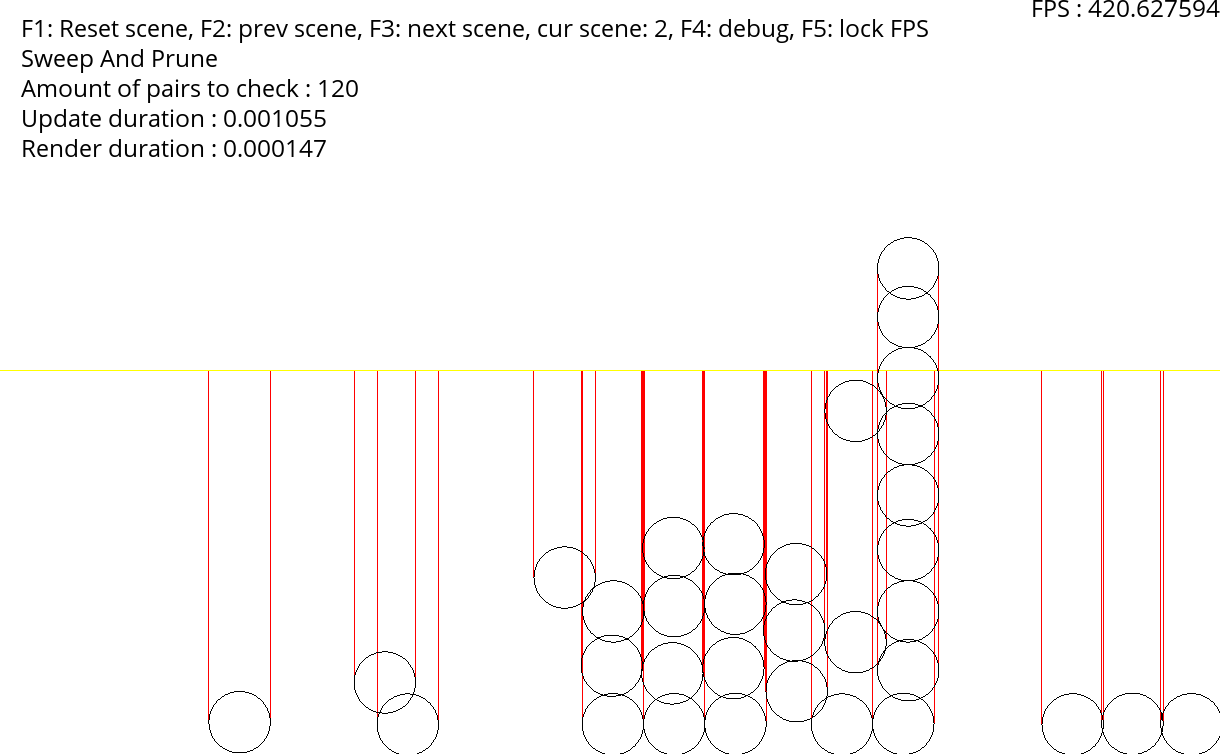 FPS : 420.627594
F1: Reset scene, F2: prev scene, F3: next scene, cur scene: 2, F4: debug, F5: lock FPS
Sweep And Prune
Amount of pairs to check : 120
Update duration : 0.001055
Render duration : 0.000147